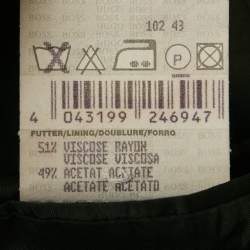 102 43
P
4 043199 246947
FUTTER/LINING/DOUBLURE/FORRO
51% VISCOSE RAYON
VISCOSE VISCOSA
49% ACETAT ACETATE
ACETATE ACETATO